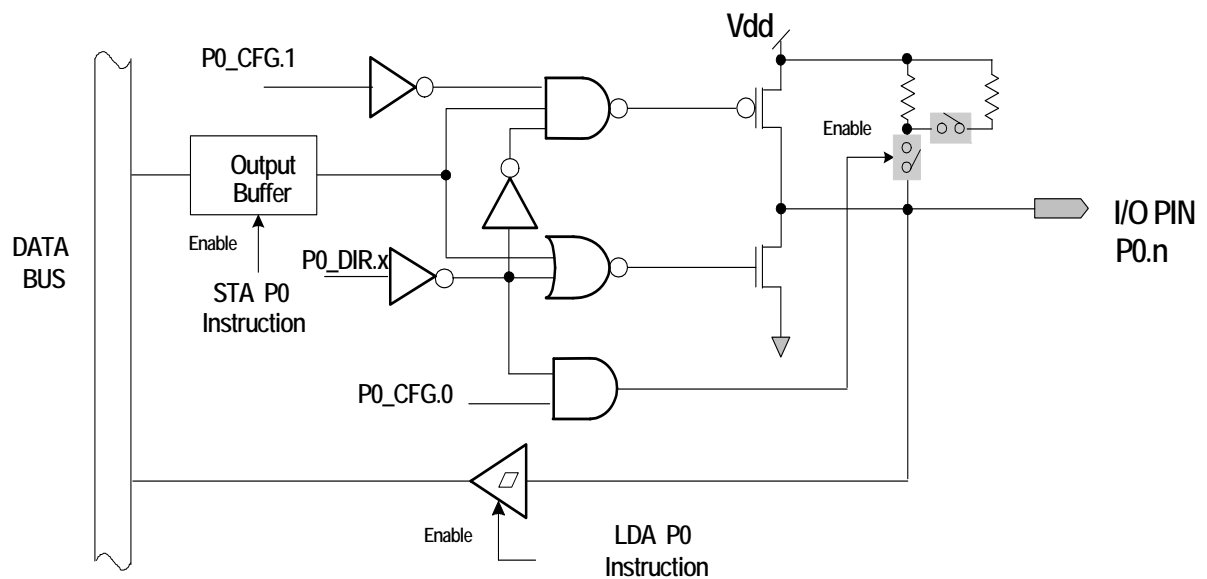 Vdd
P0_CFG.1
Enable
Output
Buffer
Enable
DATA
BUS
P0_DIR.x
STA P0
Instruction
I/O PIN
P0.n
P0_CFG.0
Enable
LDA P0
Instruction